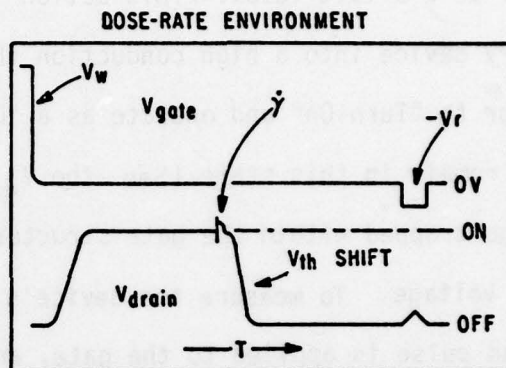 DOSE-RATE ENVIRONMENT
Vw
Vgate
γ̇
-Vr
0V
ON
Vth SHIFT
Vdrain
OFF
T